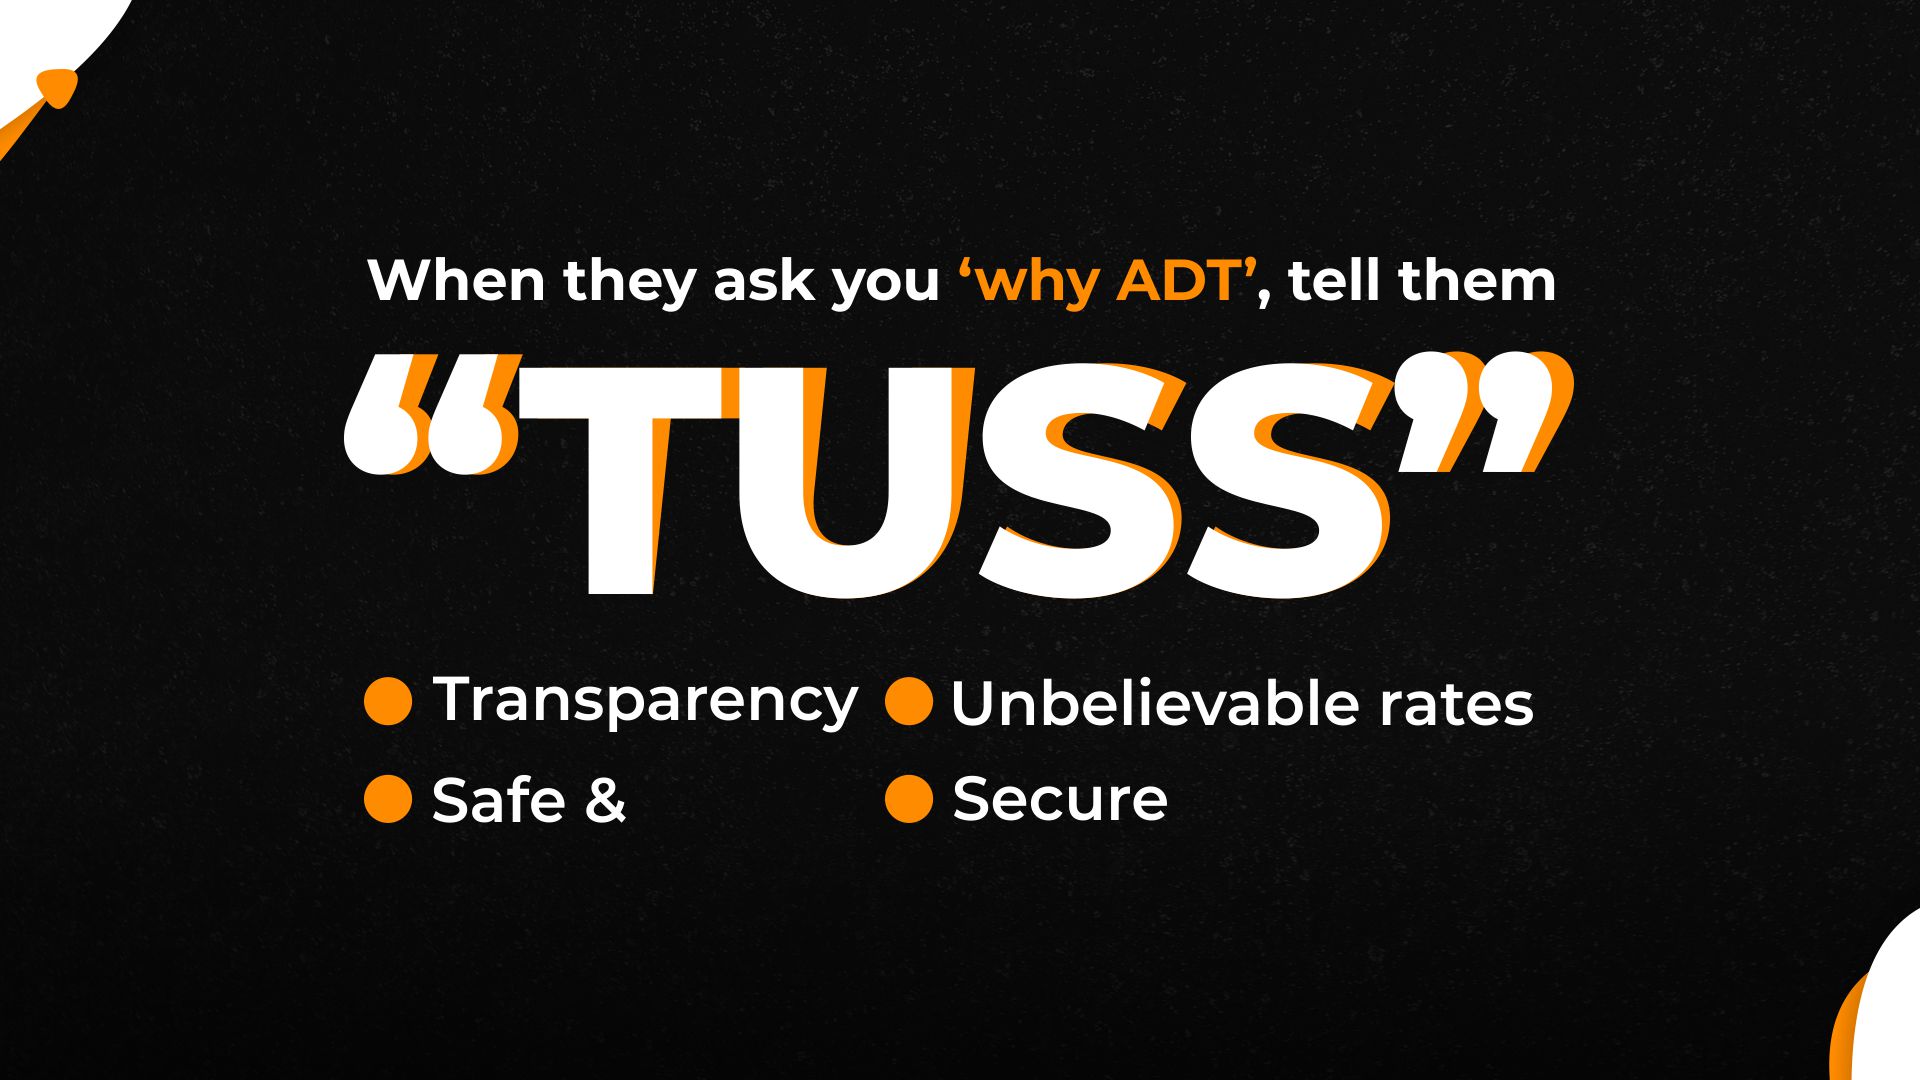 When they ask you ‘why ADT’, tell them
“TUSS”
Transparency
Unbelievable rates
Safe &
Secure